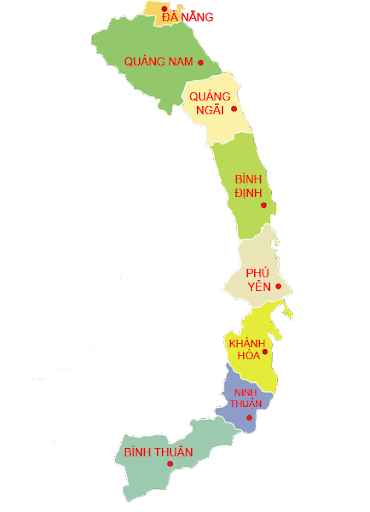 ĐÀ NẴNG
QUẢNG NAM
QUẢNG
NGÃI
BÌNH
ĐỊNH
PHÚ
YÊN
KHÁNH
HÒA
NINH
THUẬN
BÌNH THUẬN